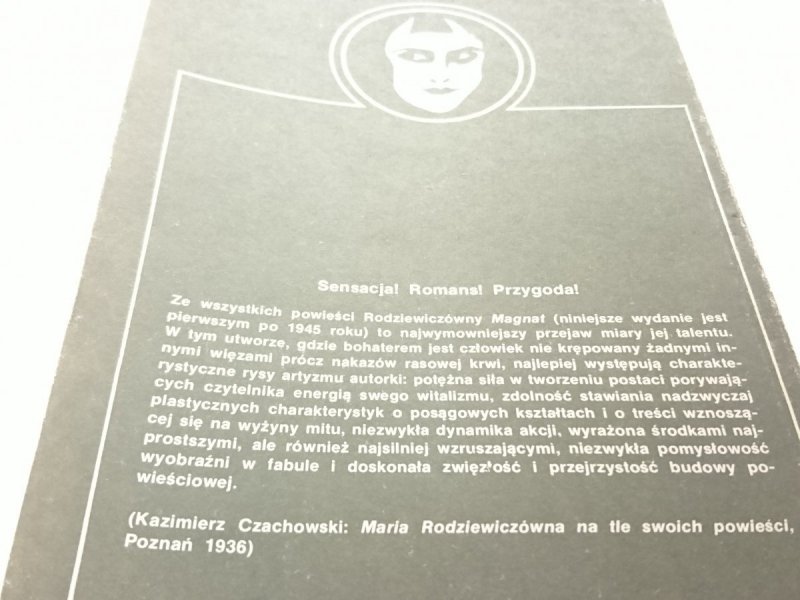 Sensacja! Romans! Przygoda!
Ze wszystkich powieści Rodziewiczówny Magnat (niniejsze wydanie jest
pierwszym po 1945 roku) to najwymowniejszy przejaw miary jej talentu.
W tym utworze, gdzie bohaterem jest człowiek nie krępowany żadnymi in-
nymi więzami prócz nakazów rasowej krwi, najlepiej występują charakte-
rystyczne rysy artyzmu autorki: potężna siła w tworzeniu postaci porywają-
cych czytelnika energią swego witalizmu, zdolność stawiania nadzwyczaj
plastycznych charakterystyk o posągowych kształtach i o treści wznoszą-
cej się na wyżyny mitu, niezwykła dynamika akcji, wyrażona środkami naj-
prostszymi, ale również najsilniej wzruszającymi, niezwykła pomysłowość
wyobraźni w fabule i doskonała zwięzłość i przejrzystość budowy po-
wieściowej.
(Kazimierz Czachowski: Maria Rodziewiczówna na tle swoich powieści,
Poznań 1936)